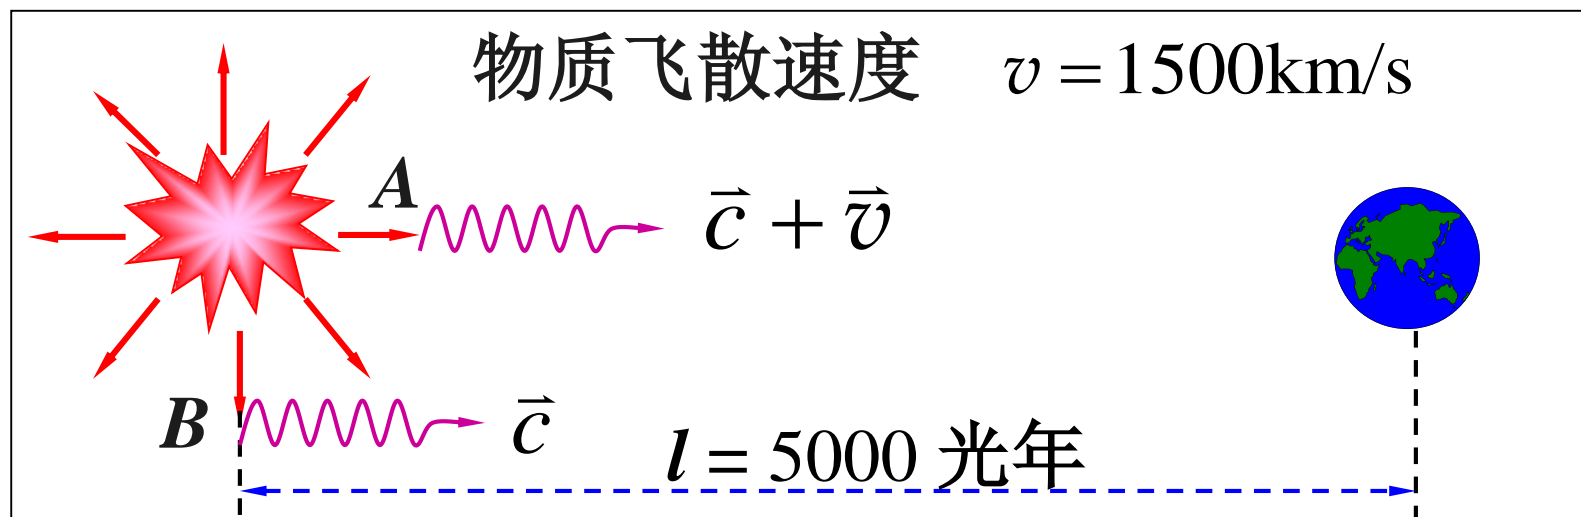 物质飞散速度 v = 1500km/s
A
c⃗ + v⃗
B
c⃗
l = 5000 光年